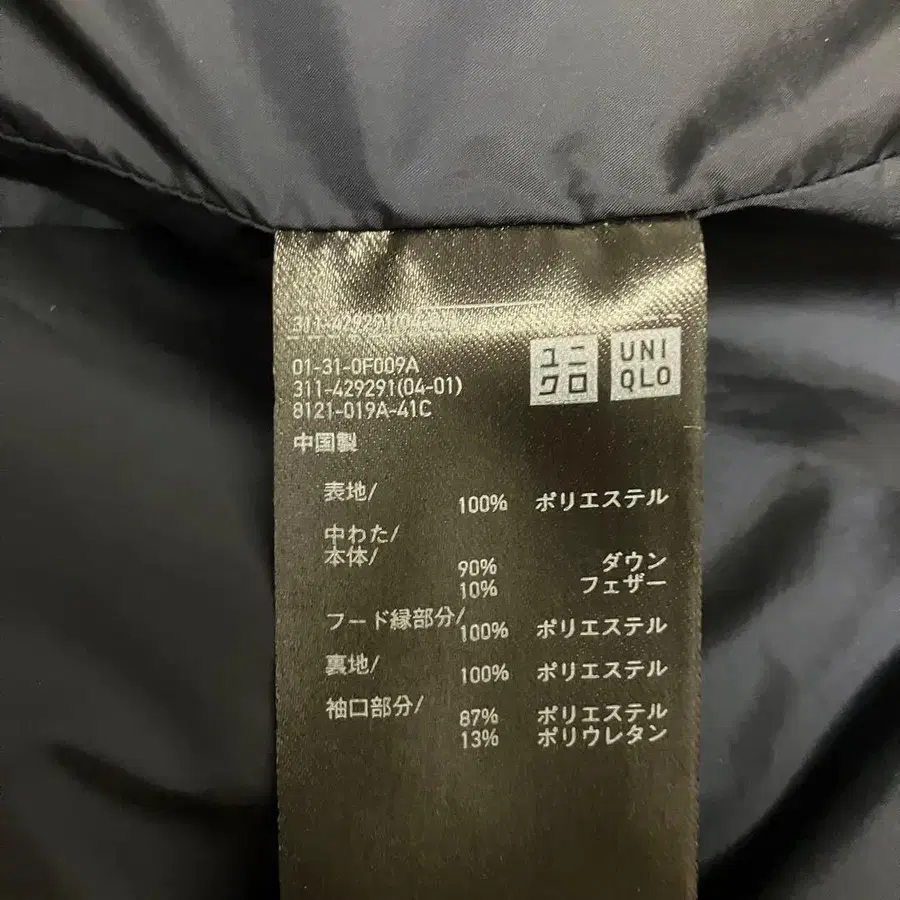 311-429291(04-
01-31-0F009A
311-429291(04-01)
8121-019A-41C
ユニ
クロ
UNI
QLO
中国製
表地/
100% ポリエステル
中わた/
本体/
90% ダウン
10% フェザー
フード縁部分/
100% ポリエステル
裏地/
100% ポリエステル
袖口部分/
87% ポリエステル
13% ポリウレタン